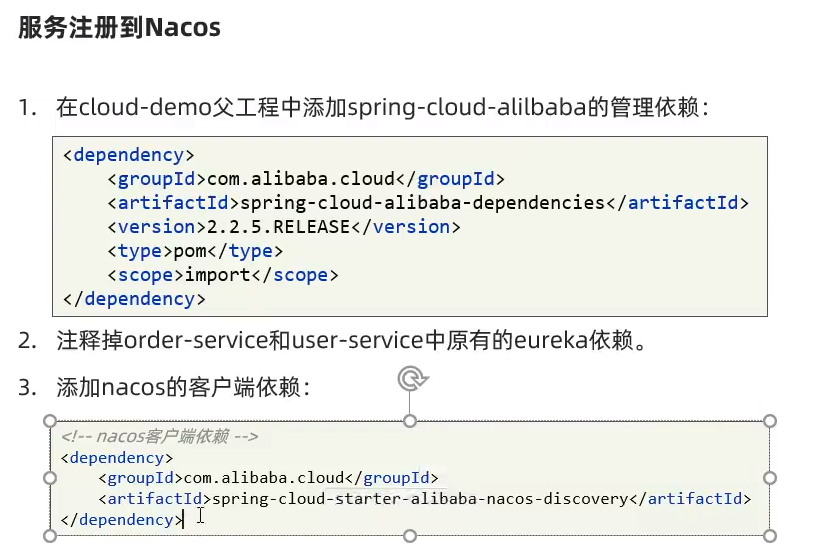 服务注册到Nacos
1. 在cloud-demo父工程中添加spring-cloud-alilbaba的管理依赖：
<dependency>
    <groupId>com.alibaba.cloud</groupId>
    <artifactId>spring-cloud-alibaba-dependencies</artifactId>
    <version>2.2.5.RELEASE</version>
    <type>pom</type>
    <scope>import</scope>
</dependency>
2. 注释掉order-service和user-service中原有的eureka依赖。
3. 添加nacos的客户端依赖：
<!-- nacos客户端依赖 -->
<dependency>
    <groupId>com.alibaba.cloud</groupId>
    <artifactId>spring-cloud-starter-alibaba-nacos-discovery</artifactId>
</dependency>